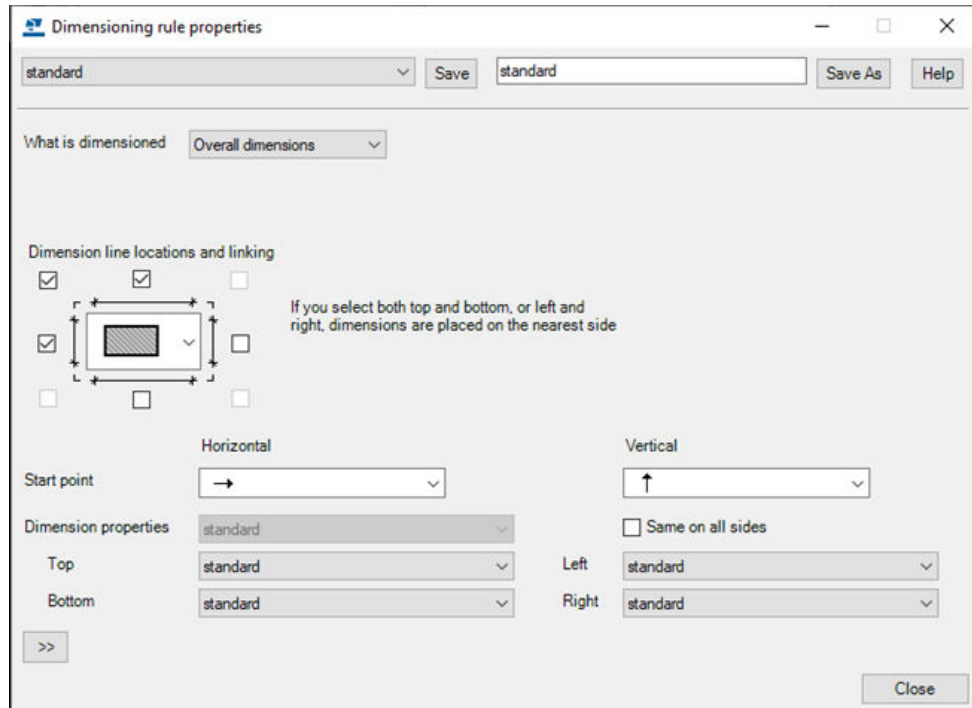 Dimensioning rule properties
standard Save standard Save As Help
What is dimensioned Overall dimensions
Dimension line locations and linking
If you select both top and bottom, or left and
right, dimensions are placed on the nearest side
Horizontal Vertical
Start point
Dimension properties standard Same on all sides
Top standard Left standard
Bottom standard Right standard
>>
Close